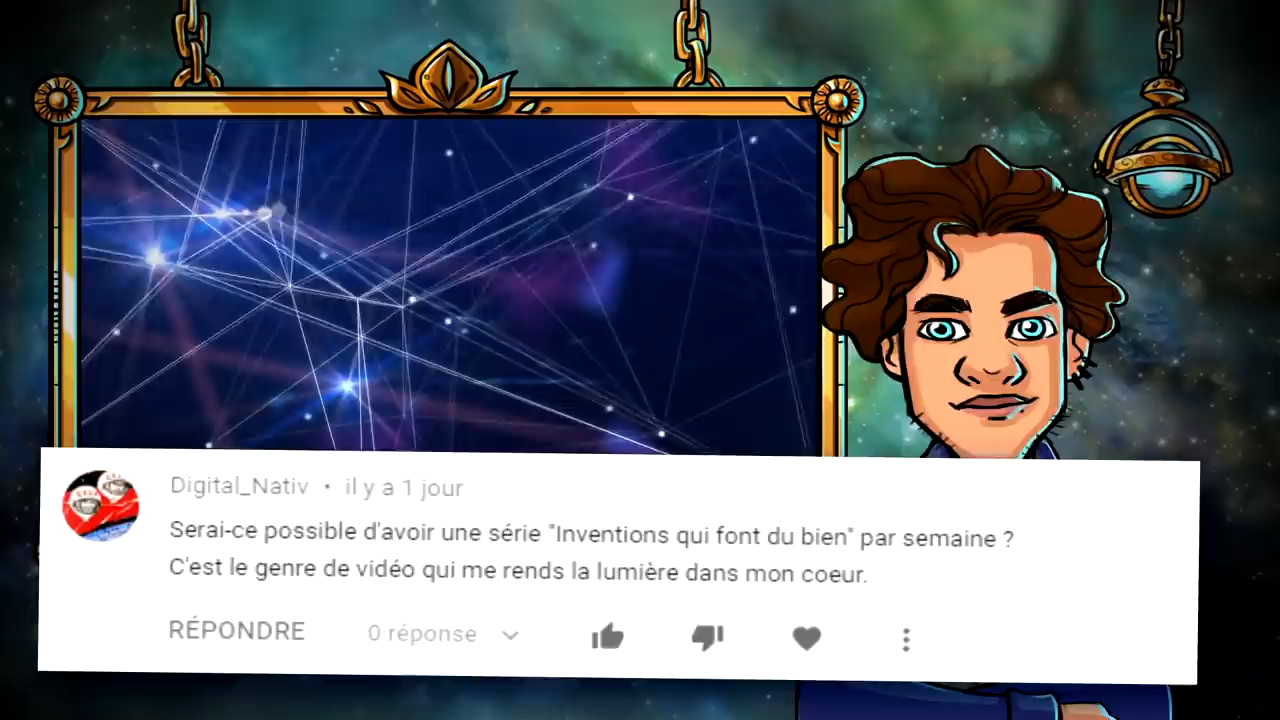 Digital_Nativ • il y a 1 jour
Serai-ce possible d'avoir une série "Inventions qui font du bien" par semaine ?
C'est le genre de vidéo qui me rends la lumière dans mon coeur.
RÉPONDRE 0 réponse